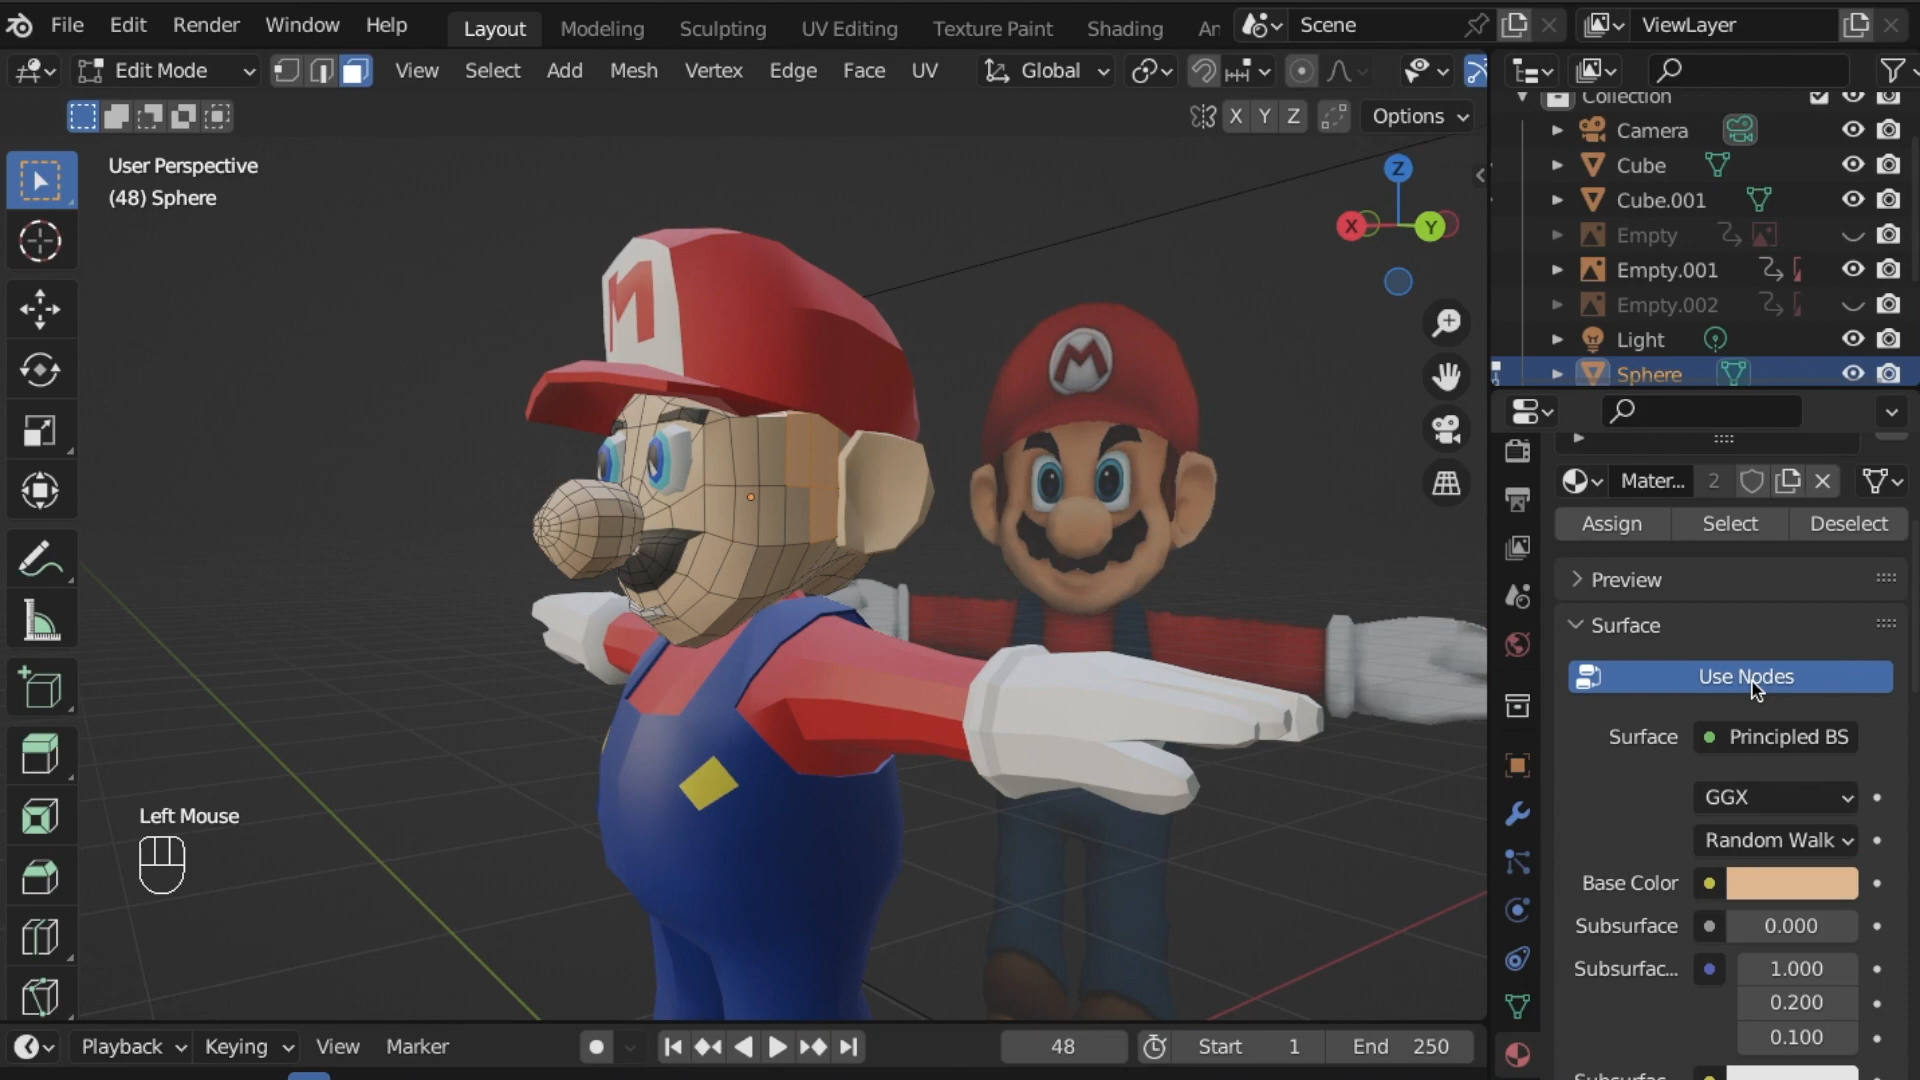 File Edit Render Window Help Layout Modeling Sculpting UV Editing Texture Paint Shading An Scene ViewLayer
Edit Mode View Select Add Mesh Vertex Edge Face UV Global
X Y Z Options
User Perspective
(48) Sphere
Z
X
Y
M
M
Left Mouse
Collection
Camera
Cube
Cube.001
Empty
Empty.001
Empty.002
Light
Sphere
Mater... 2
Assign Select Deselect
Preview
Surface
Use Nodes
Surface Principled BS
GGX
Random Walk
Base Color
Subsurface 0.000
Subsurfac... 1.000
0.200
0.100
Subsurfac...
Playback Keying View Marker 48 Start 1 End 250